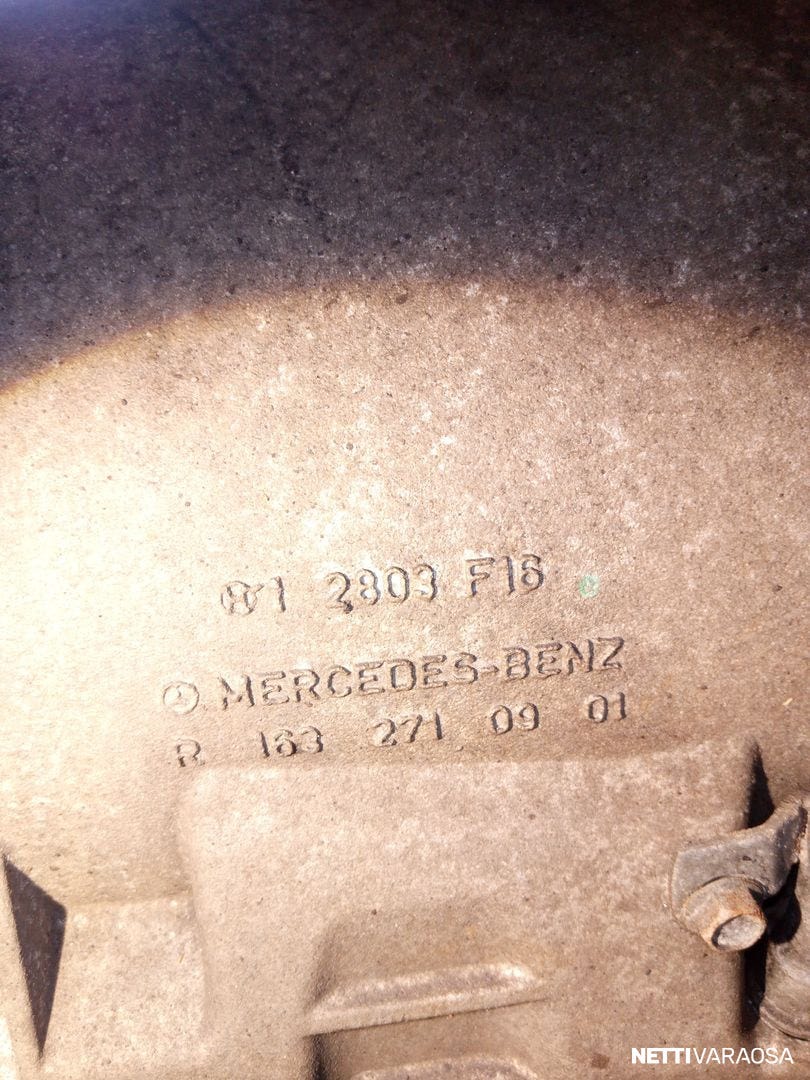 1 2803 F16
MERCEDES-BENZ
R 163 271 09 01
NETTIVARAOSA